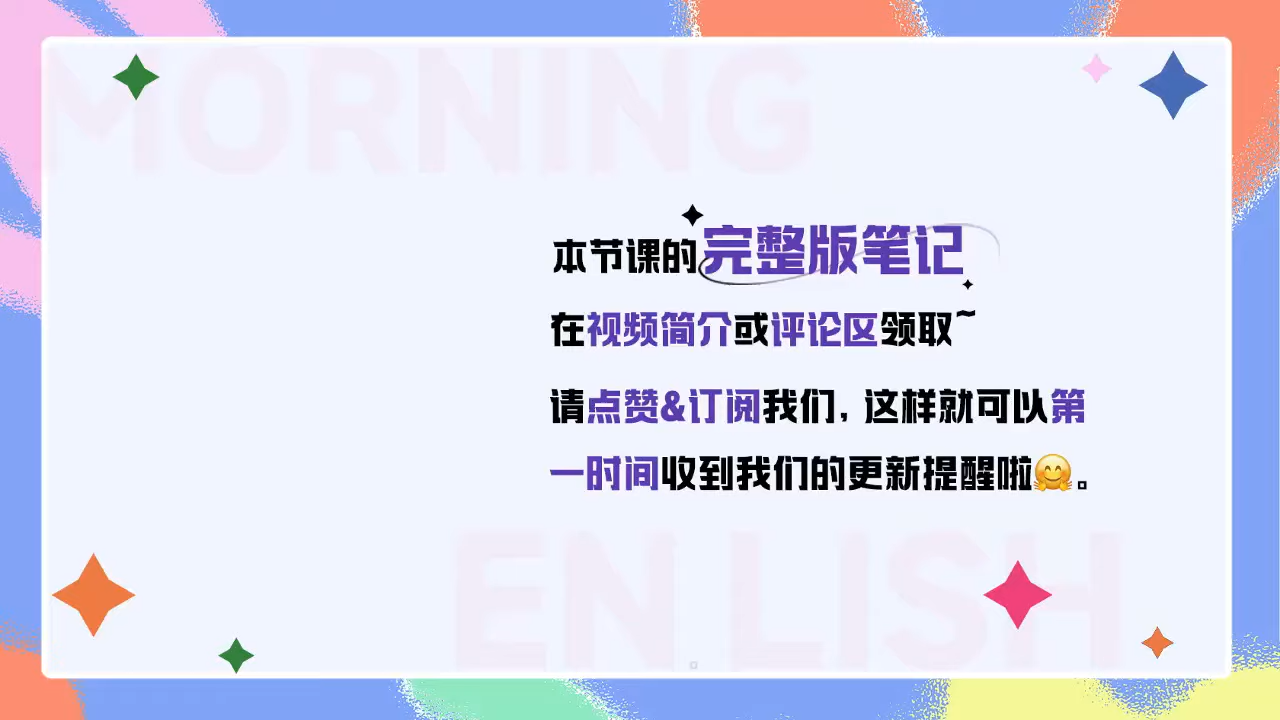 MORNING
本节课的完整版笔记
在视频简介或评论区领取~
请点赞&订阅我们，这样就可以第
一时间收到我们的更新提醒啦🤗。
EN LISH